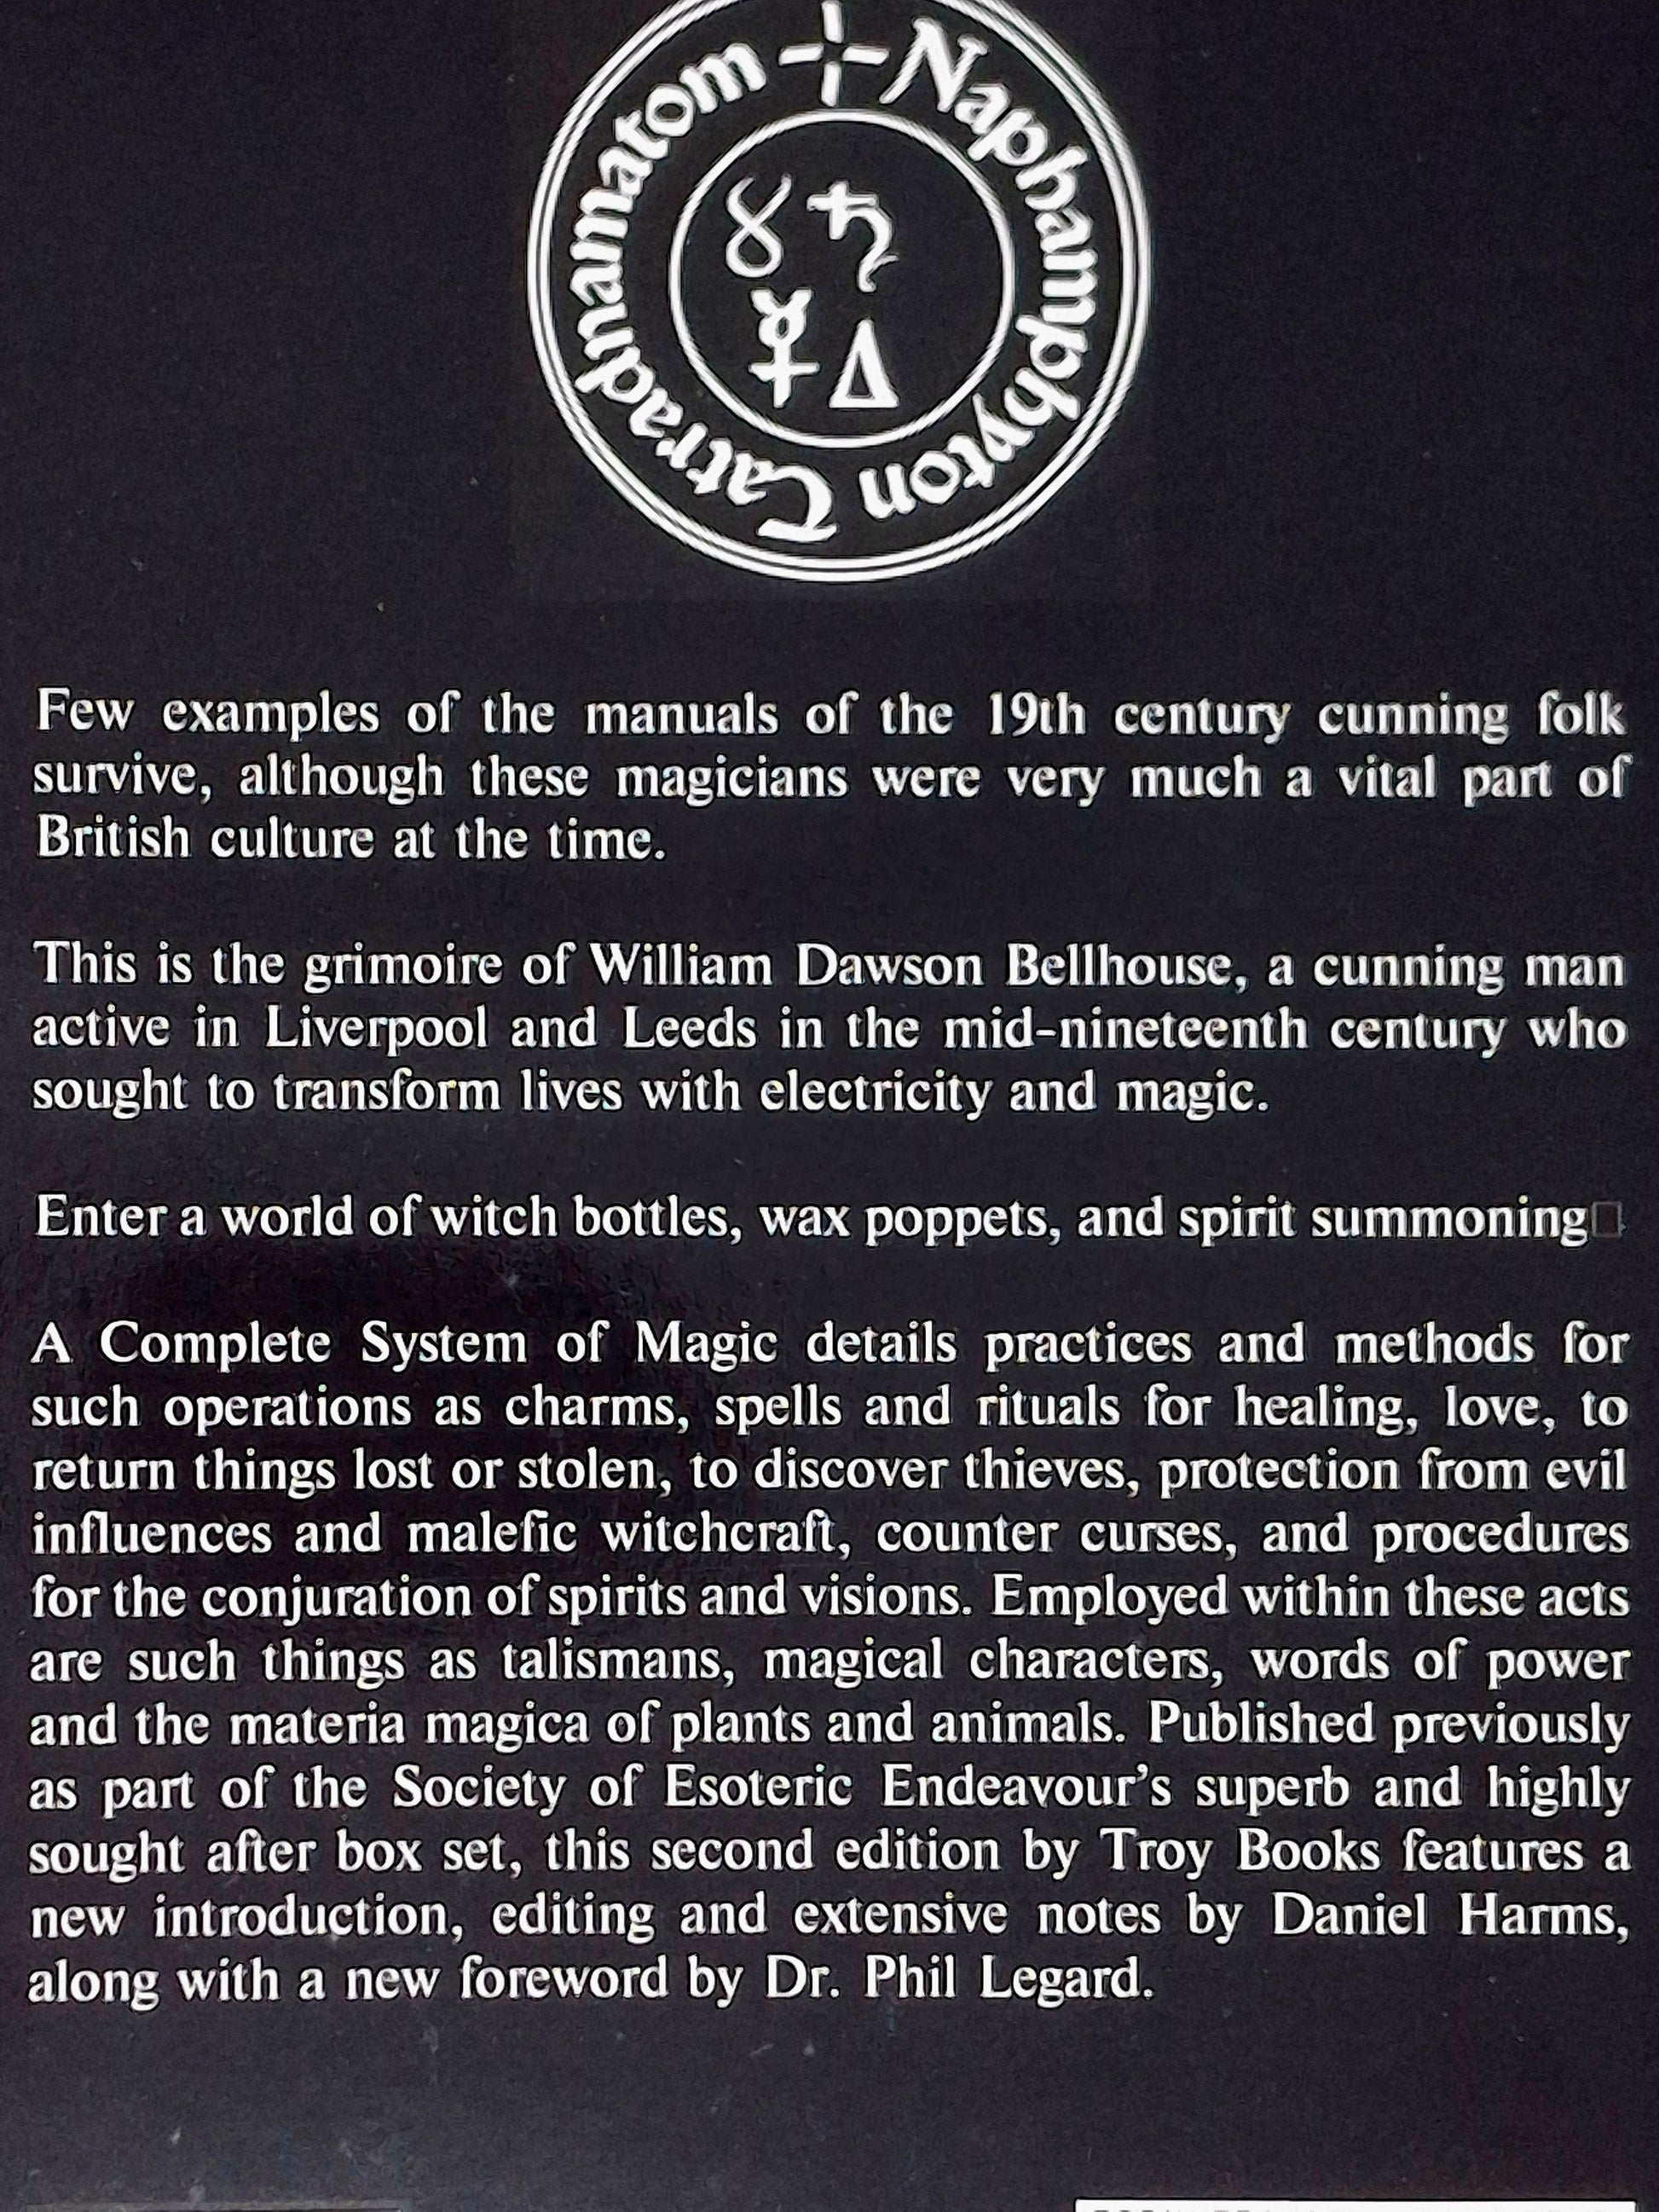 + Naphamphyton Tatradnamatom
Few examples of the manuals of the 19th century cunning folk
survive, although these magicians were very much a vital part of
British culture at the time.
This is the grimoire of William Dawson Bellhouse, a cunning man
active in Liverpool and Leeds in the mid-nineteenth century who
sought to transform lives with electricity and magic.
Enter a world of witch bottles, wax poppets, and spirit summoning□
A Complete System of Magic details practices and methods for
such operations as charms, spells and rituals for healing, love, to
return things lost or stolen, to discover thieves, protection from evil
influences and malefic witchcraft, counter curses, and procedures
for the conjuration of spirits and visions. Employed within these acts
are such things as talismans, magical characters, words of power
and the materia magica of plants and animals. Published previously
as part of the Society of Esoteric Endeavour’s superb and highly
sought after box set, this second edition by Troy Books features a
new introduction, editing and extensive notes by Daniel Harms,
along with a new foreword by Dr. Phil Legard.